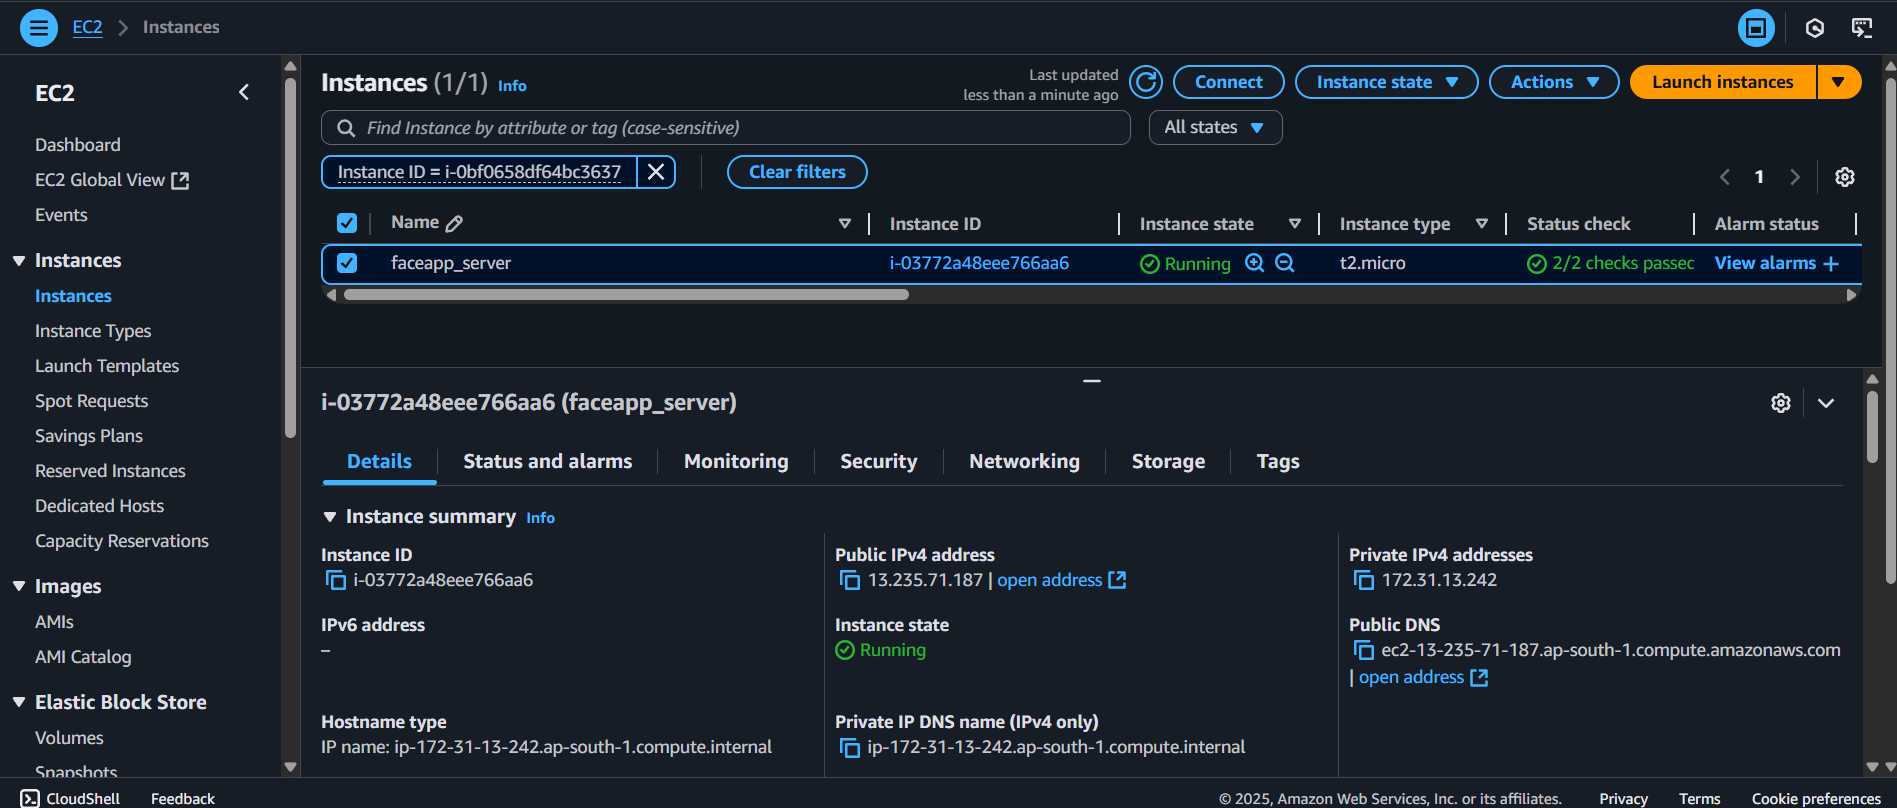 EC2 > Instances
EC2
Dashboard
EC2 Global View
Events
Instances
Instances
Instance Types
Launch Templates
Spot Requests
Savings Plans
Reserved Instances
Dedicated Hosts
Capacity Reservations
Images
AMIs
AMI Catalog
Elastic Block Store
Volumes
Snapshots
Instances (1/1) Info
Last updated
less than a minute ago
Connect
Instance state
Actions
Launch instances
Find Instance by attribute or tag (case-sensitive)
All states
Instance ID = i-0bf0658df64bc3637
Clear filters
1
Name Instance ID Instance state Instance type Status check Alarm status
faceapp_server i-03772a48eee766aa6 Running t2.micro 2/2 checks passec View alarms +
i-03772a48eee766aa6 (faceapp_server)
Details Status and alarms Monitoring Security Networking Storage Tags
Instance summary Info
Instance ID
i-03772a48eee766aa6
Public IPv4 address
13.235.71.187 | open address
Private IPv4 addresses
172.31.13.242
IPv6 address
–
Instance state
Running
Public DNS
ec2-13-235-71-187.ap-south-1.compute.amazonaws.com
| open address
Hostname type
IP name: ip-172-31-13-242.ap-south-1.compute.internal
Private IP DNS name (IPv4 only)
ip-172-31-13-242.ap-south-1.compute.internal
CloudShell Feedback © 2025, Amazon Web Services, Inc. or its affiliates. Privacy Terms Cookie preferences